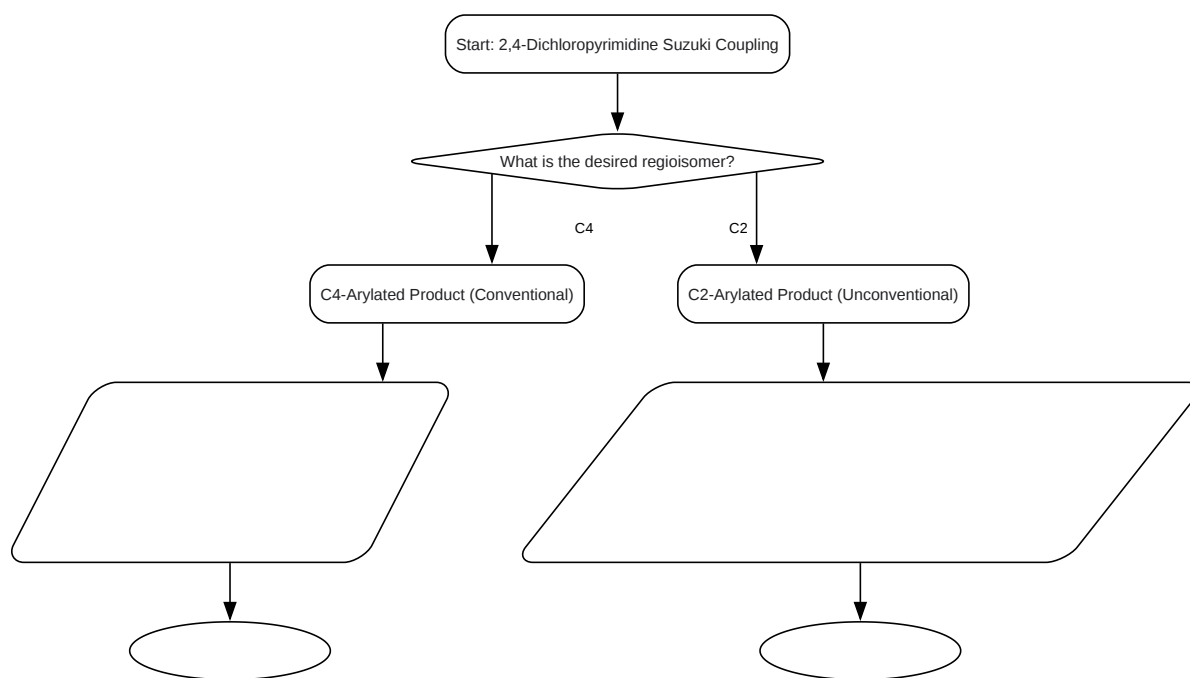 Start: 2,4-Dichloropyrimidine Suzuki Coupling
What is the desired regioisomer?
C4
C2
C4-Arylated Product (Conventional)
C2-Arylated Product (Unconventional)